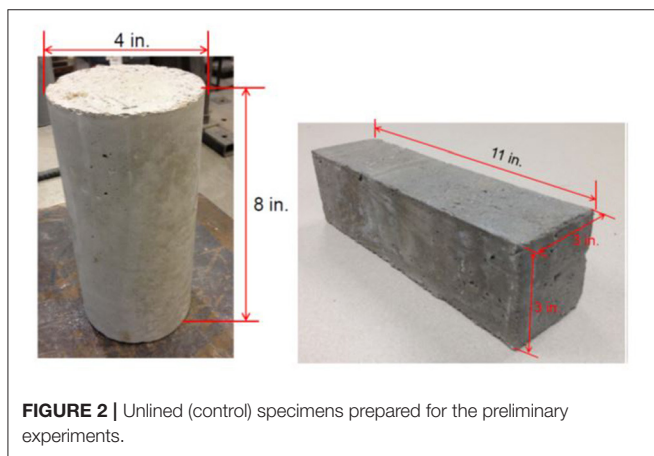 4 in.
8 in.
11 in.
3 in.
3 in.
FIGURE 2 | Unlined (control) specimens prepared for the preliminary
experiments.